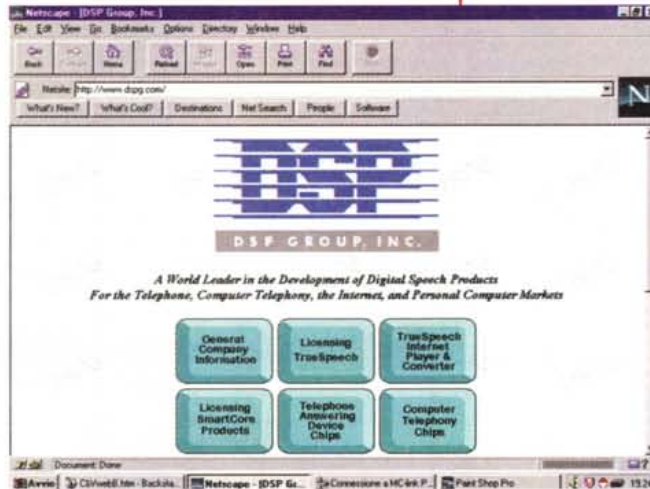 Netscape - [DSP Group, Inc.]
File Edit View Go Bookmarks Options Directory Window Help
Back Home Reload Open Print Find
Netsite: http://www.dspg.com/
What's New? What's Cool? Destinations Net Search People Software
N
DSP
DSP GROUP, INC.
A World Leader in the Development of Digital Speech Products
For the Telephone, Computer Telephony, the Internet, and Personal Computer Markets
General
Company
Information
Licensing
TrueSpeech
TrueSpeech
Internet
Player &
Converter
Licensing
SmartCore
Products
Telephone
Answering
Device
Chips
Computer
Telephony
Chips
Document: Done
Avvio Netscape - [DSP Gr... Connessione a MC-link P... Paint Shop Pro